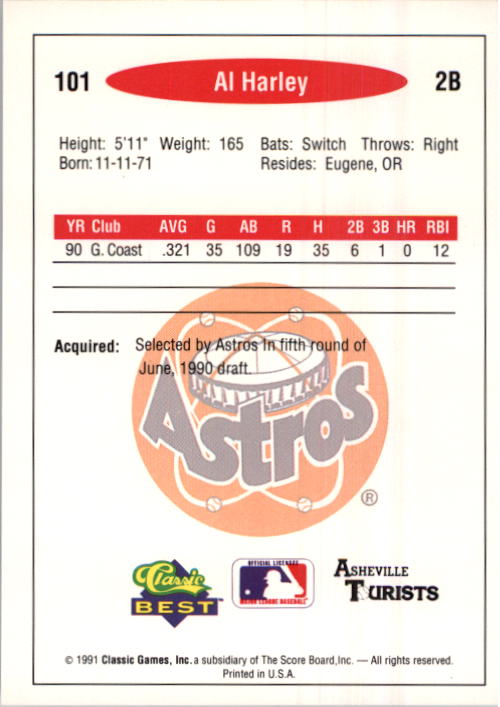 101 Al Harley 2B
Height: 5'11" Weight: 165 Bats: Switch Throws: Right
Born: 11-11-71 Resides: Eugene, OR
YR Club AVG G AB R H 2B 3B HR RBI
90 G. Coast .321 35 109 19 35 6 1 0 12
Acquired: Selected by Astros In fifth round of
June, 1990 draft.
Astros
®
Classic
BEST™
OFFICIAL LICENSEE
MAJOR LEAGUE BASEBALL
ASHEVILLE
TURISTS
© 1991 Classic Games, Inc. a subsidiary of The Score Board, Inc. — All rights reserved.
Printed in U.S.A.